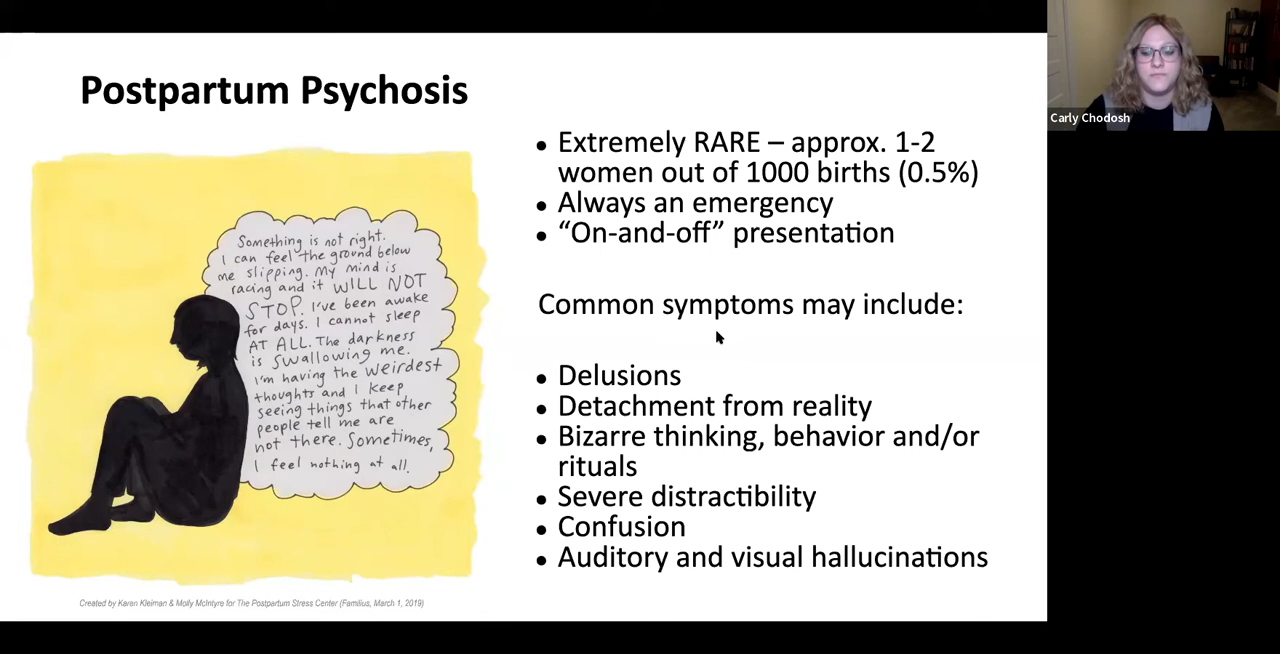 Postpartum Psychosis
Something is not right.
I can feel the ground below
me slipping. My mind is
racing and it WILL NOT
STOP. I've been awake
for days. I cannot sleep
AT ALL. The darkness
is swallowing me.
I'm having the weirdest
thoughts and I keep
seeing things that other
people tell me are
not there. Sometimes,
I feel nothing at all.
Created by Karen Kleiman & Molly McIntyre for The Postpartum Stress Center (Familius, March 1, 2019)
• Extremely RARE – approx. 1-2
women out of 1000 births (0.5%)
• Always an emergency
• “On-and-off” presentation
Common symptoms may include:
• Delusions
• Detachment from reality
• Bizarre thinking, behavior and/or
rituals
• Severe distractibility
• Confusion
• Auditory and visual hallucinations
Carly Chodosh